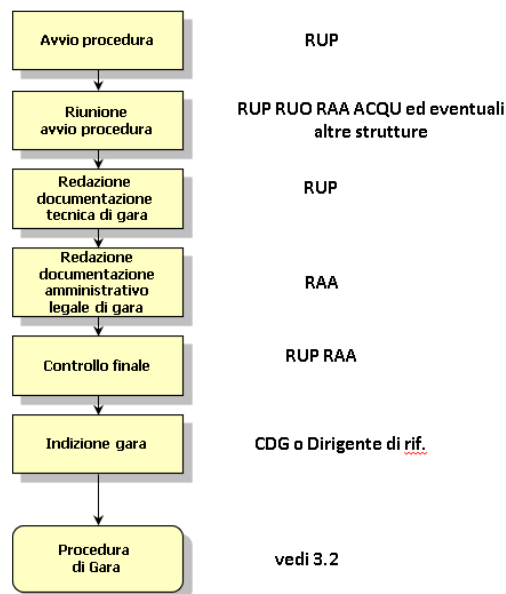 Avvio procedura
RUP
Riunione
avvio procedura
RUP RUO RAA ACQU ed eventuali
altre strutture
Redazione
documentazione
tecnica di gara
RUP
Redazione
documentazione
amministrativo
legale di gara
RAA
Controllo finale
RUP RAA
Indizione gara
CDG o Dirigente di rif.
Procedura
di Gara
vedi 3.2